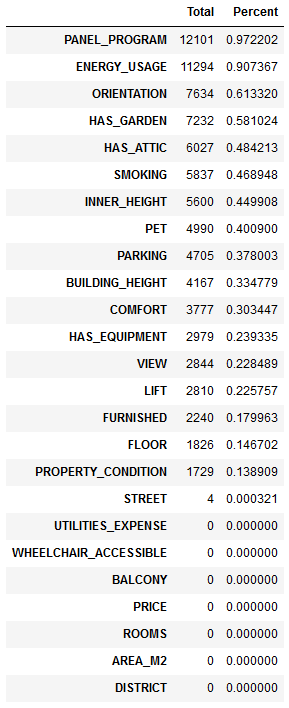 Total Percent
PANEL_PROGRAM 12101 0.972202
ENERGY_USAGE 11294 0.907367
ORIENTATION 7634 0.613320
HAS_GARDEN 7232 0.581024
HAS_ATTIC 6027 0.484213
SMOKING 5837 0.468948
INNER_HEIGHT 5600 0.449908
PET 4990 0.400900
PARKING 4705 0.378003
BUILDING_HEIGHT 4167 0.334779
COMFORT 3777 0.303447
HAS_EQUIPMENT 2979 0.239335
VIEW 2844 0.228489
LIFT 2810 0.225757
FURNISHED 2240 0.179963
FLOOR 1826 0.146702
PROPERTY_CONDITION 1729 0.138909
STREET 4 0.000321
UTILITIES_EXPENSE 0 0.000000
WHEELCHAIR_ACCESSIBLE 0 0.000000
BALCONY 0 0.000000
PRICE 0 0.000000
ROOMS 0 0.000000
AREA_M2 0 0.000000
DISTRICT 0 0.000000